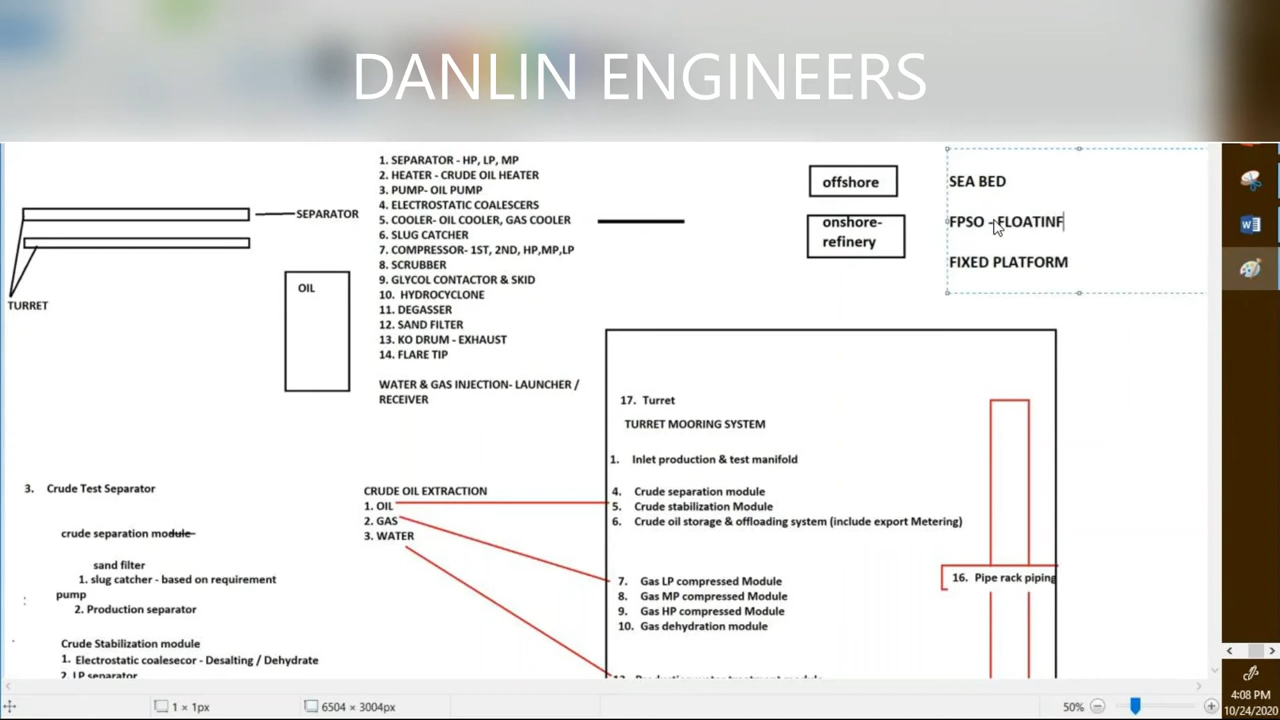 DANLIN ENGINEERS
1. SEPARATOR - HP, LP, MP
2. HEATER - CRUDE OIL HEATER
3. PUMP- OIL PUMP
4. ELECTROSTATIC COALESCERS
5. COOLER- OIL COOLER, GAS COOLER
6. SLUG CATCHER
7. COMPRESSOR- 1ST, 2ND, HP,MP,LP
8. SCRUBBER
9. GLYCOL CONTACTOR & SKID
10. HYDROCYCLONE
11. DEGASSER
12. SAND FILTER
13. KO DRUM - EXHAUST
14. FLARE TIP
WATER & GAS INJECTION- LAUNCHER /
RECEIVER
SEPARATOR
TURRET
OIL
offshore
onshore-
refinery
SEA BED
FPSO - FLOATINF
FIXED PLATFORM
17. Turret
TURRET MOORING SYSTEM
1. Inlet production & test manifold
4. Crude separation module
5. Crude stabilization Module
6. Crude oil storage & offloading system (include export Metering)
7. Gas LP compressed Module
8. Gas MP compressed Module
9. Gas HP compressed Module
10. Gas dehydration module
16. Pipe rack piping
3. Crude Test Separator
crude separation module
sand filter
1. slug catcher - based on requirement
pump
2. Production separator
Crude Stabilization module
1. Electrostatic coalesecor - Desalting / Dehydrate
2. LP separator
CRUDE OIL EXTRACTION
1. OIL
2. GAS
3. WATER
1 × 1px
6504 × 3004px
50%
4:08 PM
10/24/2020